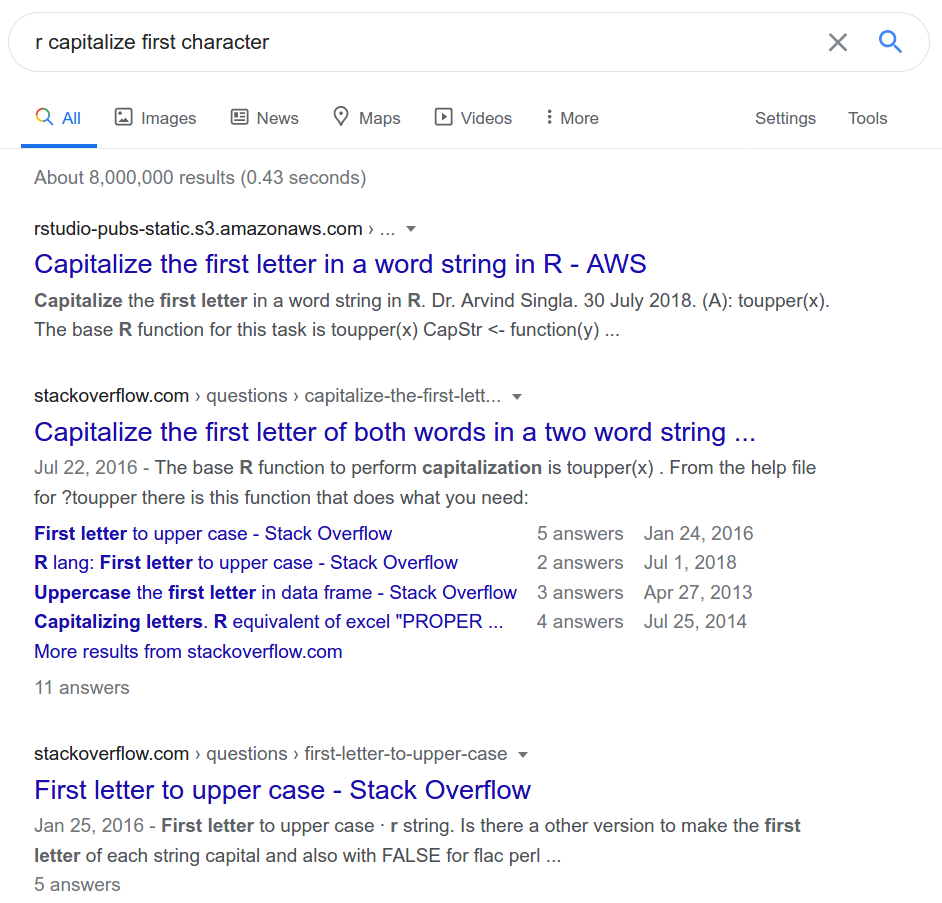 r capitalize first character
All Images News Maps Videos More Settings Tools
About 8,000,000 results (0.43 seconds)
rstudio-pubs-static.s3.amazonaws.com › ...
Capitalize the first letter in a word string in R - AWS
Capitalize the first letter in a word string in R. Dr. Arvind Singla. 30 July 2018. (A): toupper(x).
The base R function for this task is toupper(x) CapStr <- function(y) ...
stackoverflow.com › questions › capitalize-the-first-lett...
Capitalize the first letter of both words in a two word string ...
Jul 22, 2016 - The base R function to perform capitalization is toupper(x) . From the help file
for ?toupper there is this function that does what you need:
First letter to upper case - Stack Overflow 5 answers Jan 24, 2016
R lang: First letter to upper case - Stack Overflow 2 answers Jul 1, 2018
Uppercase the first letter in data frame - Stack Overflow 3 answers Apr 27, 2013
Capitalizing letters. R equivalent of excel "PROPER ... 4 answers Jul 25, 2014
More results from stackoverflow.com
11 answers
stackoverflow.com › questions › first-letter-to-upper-case
First letter to upper case - Stack Overflow
Jan 25, 2016 - First letter to upper case · r string. Is there a other version to make the first
letter of each string capital and also with FALSE for flac perl ...
5 answers